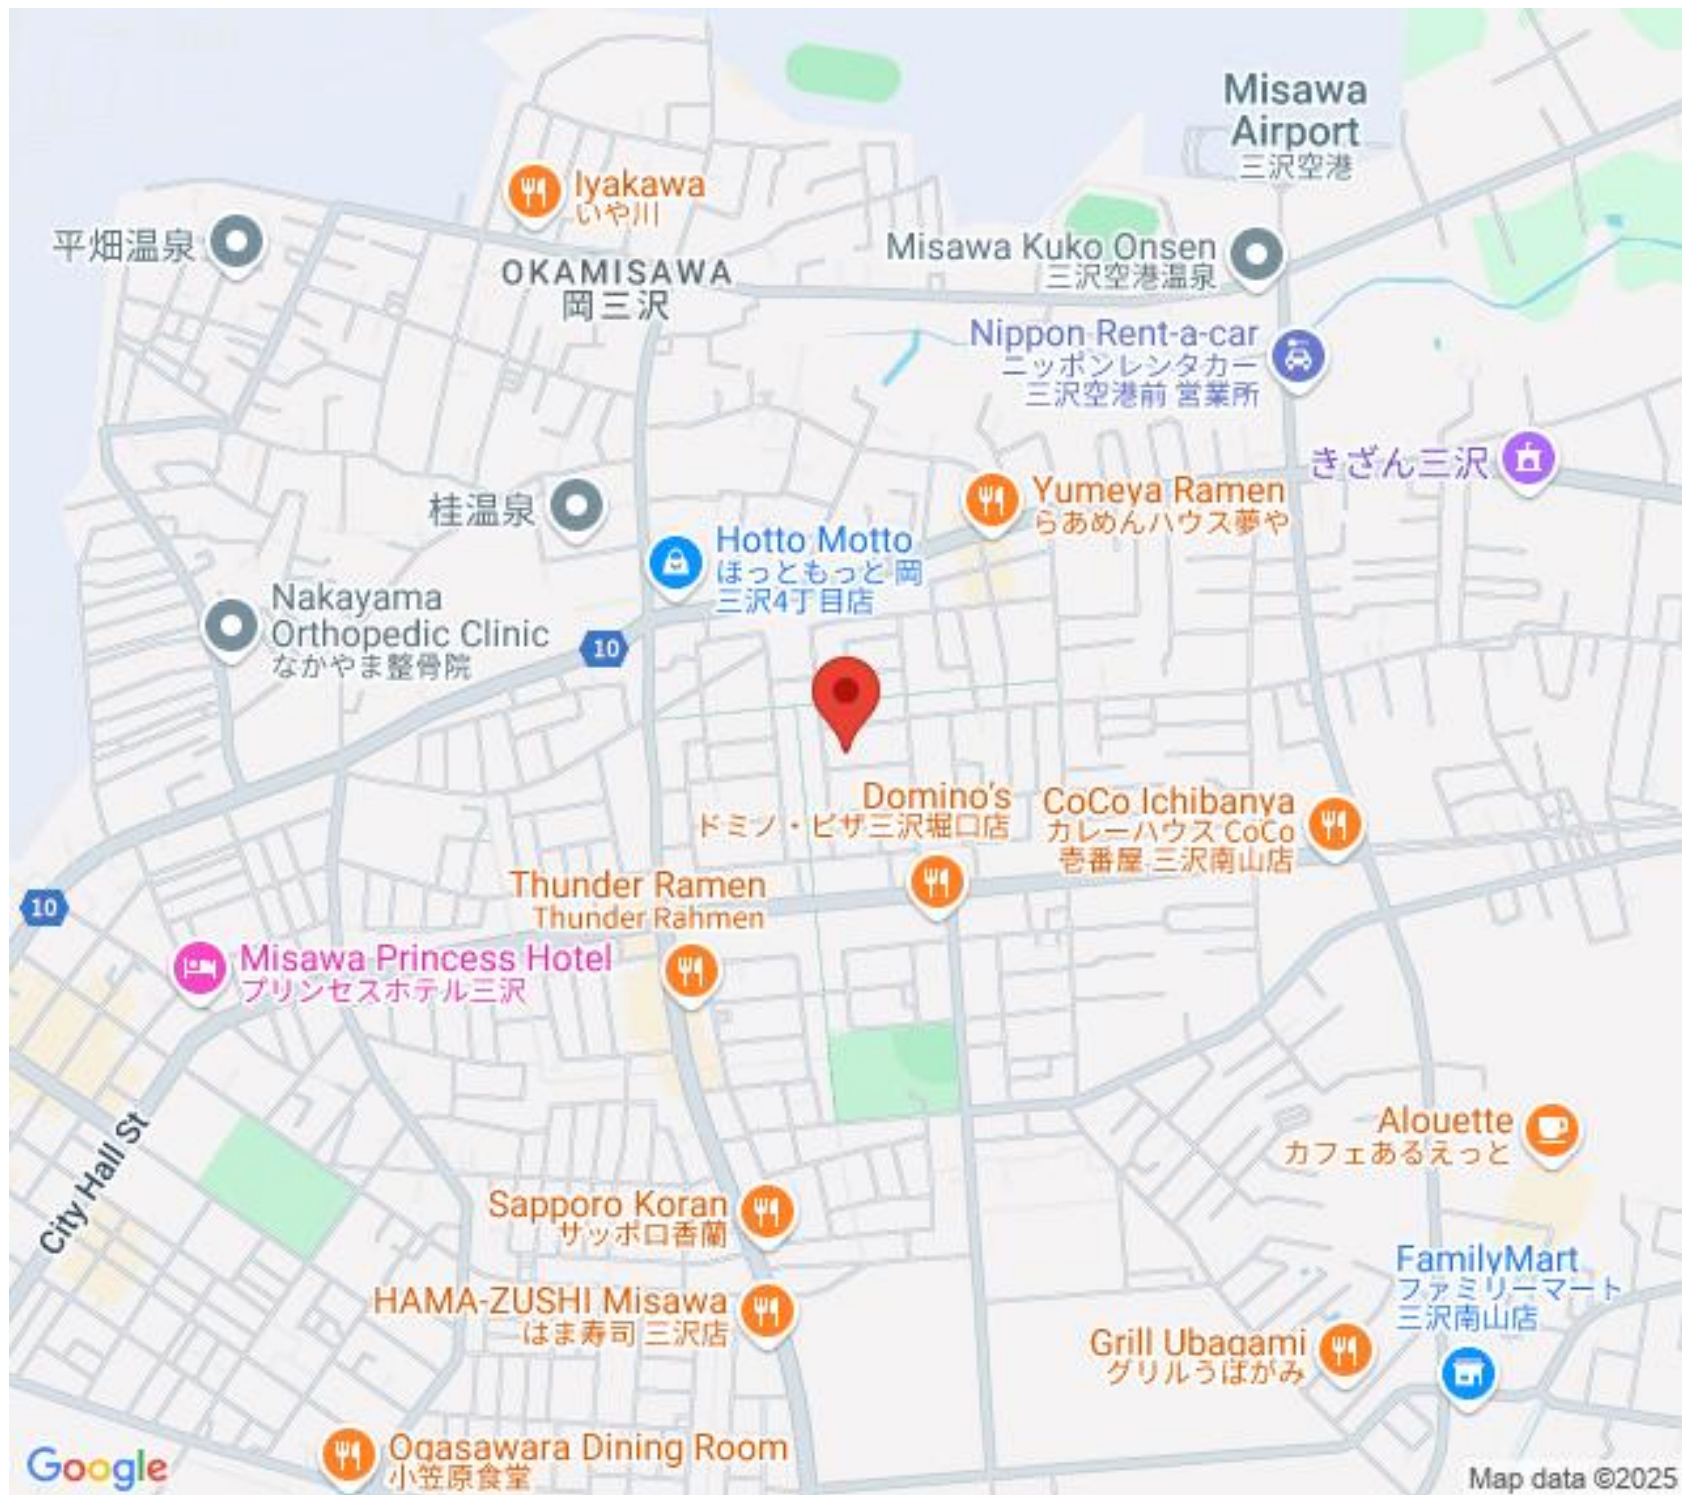 Misawa
Airport
三沢空港
Iyakawa
いや川
平畑温泉
Misawa Kuko Onsen
三沢空港温泉
OKAMISAWA
岡三沢
Nippon Rent-a-car
ニッポンレンタカー
三沢空港前 営業所
きざん三沢
Yumeya Ramen
らあめんハウス夢や
桂温泉
Hotto Motto
ほっともっと 岡
三沢4丁目店
Nakayama
Orthopedic Clinic
なかやま整骨院
10
Domino's
ドミノ・ピザ三沢堀口店
CoCo Ichibanya
カレーハウス CoCo
壱番屋 三沢南山店
Thunder Ramen
Thunder Rahmen
10
Misawa Princess Hotel
プリンセスホテル三沢
City Hall St
Alouette
カフェあるえっと
Sapporo Koran
サッポロ香蘭
FamilyMart
ファミリーマート
三沢南山店
HAMA-ZUSHI Misawa
はま寿司 三沢店
Grill Ubagami
グリルうばがみ
Ogasawara Dining Room
小笠原食堂
Google
Map data ©2025